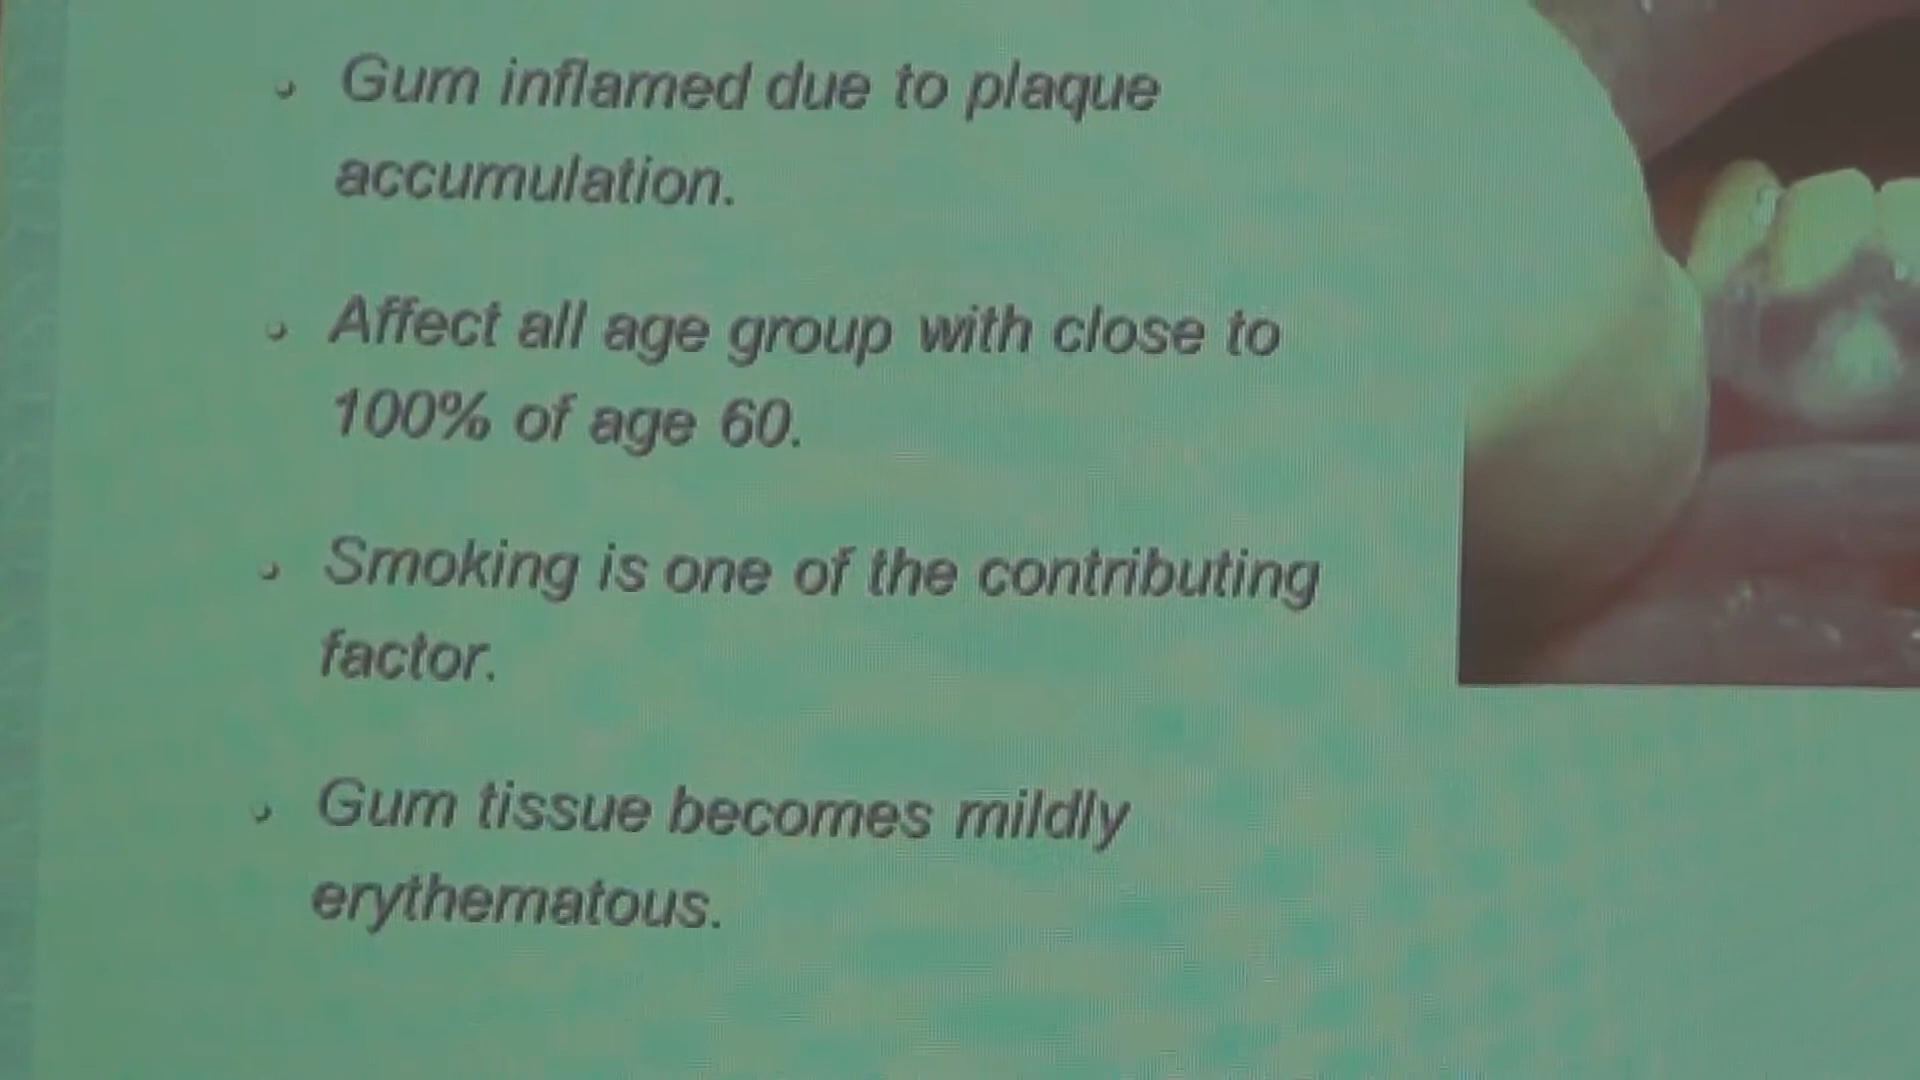 Gum inflamed due to plaque
accumulation.
Affect all age group with close to
100% of age 60.
Smoking is one of the contributing
factor.
Gum tissue becomes mildly
erythematous.